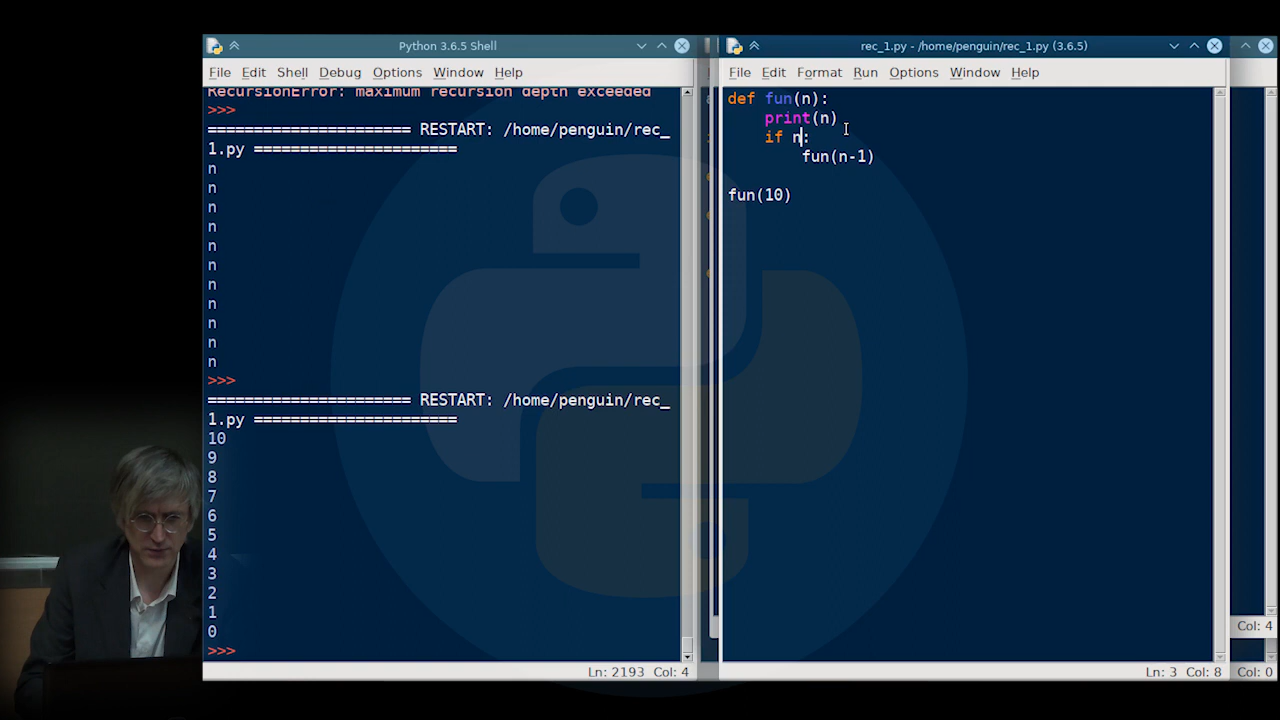 Python 3.6.5 Shell
File Edit Shell Debug Options Window Help
RecursionError: maximum recursion depth exceeded
>>>
====================== RESTART: /home/penguin/rec_
1.py ======================
n
n
n
n
n
n
n
n
n
n
n
>>>
====================== RESTART: /home/penguin/rec_
1.py ======================
10
9
8
7
6
5
4
3
2
1
0
>>>
Ln: 2193 Col: 4
rec_1.py - /home/penguin/rec_1.py (3.6.5)
File Edit Format Run Options Window Help
def fun(n):
    print(n)
    if n:
        fun(n-1)
fun(10)
Ln: 3 Col: 8
Col: 4
Col: 0